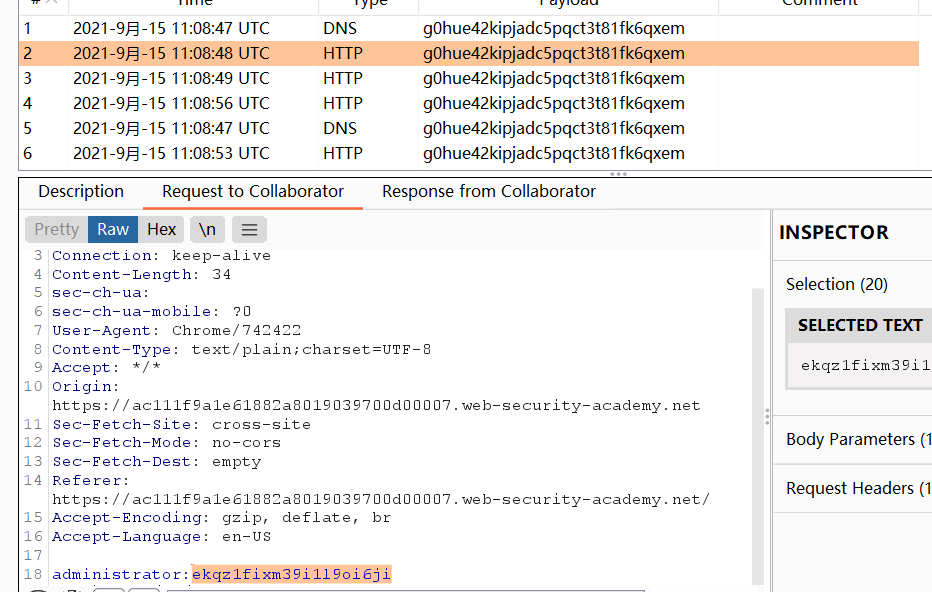 # Time Type Payload Comment
1 2021-9月-15 11:08:47 UTC DNS g0hue42kipjadc5pqct3t81fk6qxem
2 2021-9月-15 11:08:48 UTC HTTP g0hue42kipjadc5pqct3t81fk6qxem
3 2021-9月-15 11:08:49 UTC HTTP g0hue42kipjadc5pqct3t81fk6qxem
4 2021-9月-15 11:08:56 UTC HTTP g0hue42kipjadc5pqct3t81fk6qxem
5 2021-9月-15 11:08:47 UTC DNS g0hue42kipjadc5pqct3t81fk6qxem
6 2021-9月-15 11:08:53 UTC HTTP g0hue42kipjadc5pqct3t81fk6qxem
Description Request to Collaborator Response from Collaborator
Pretty Raw Hex \n
3 Connection: keep-alive
4 Content-Length: 34
5 sec-ch-ua:
6 sec-ch-ua-mobile: ?0
7 User-Agent: Chrome/742422
8 Content-Type: text/plain;charset=UTF-8
9 Accept: */*
10 Origin:
https://ac111f9a1e61882a8019039700d00007.web-security-academy.net
11 Sec-Fetch-Site: cross-site
12 Sec-Fetch-Mode: no-cors
13 Sec-Fetch-Dest: empty
14 Referer:
https://ac111f9a1e61882a8019039700d00007.web-security-academy.net/
15 Accept-Encoding: gzip, deflate, br
16 Accept-Language: en-US
17
18 administrator:ekqz1fixm39i1l9oi6ji
INSPECTOR
Selection (20)
SELECTED TEXT
ekqz1fixm39i1
Body Parameters (1
Request Headers (1